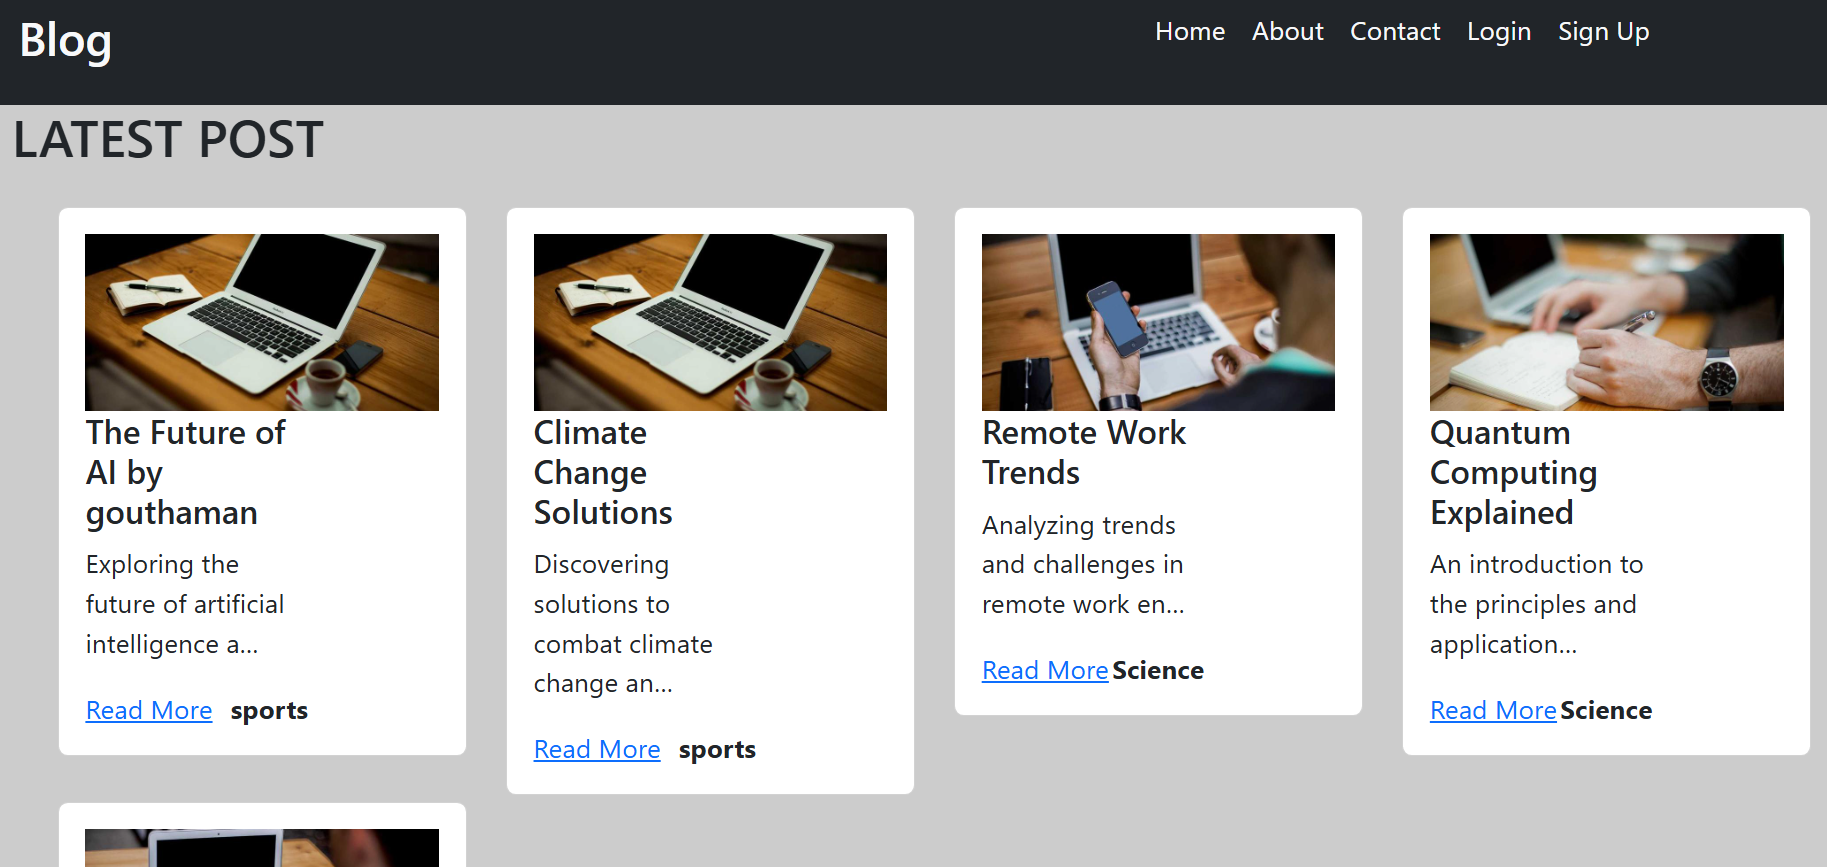 Blog
Home About Contact Login Sign Up
LATEST POST
The Future of
AI by
gouthaman
Exploring the
future of artificial
intelligence a...
Read More sports
Climate
Change
Solutions
Discovering
solutions to
combat climate
change an...
Read More sports
Remote Work
Trends
Analyzing trends
and challenges in
remote work en...
Read More Science
Quantum
Computing
Explained
An introduction to
the principles and
application...
Read More Science